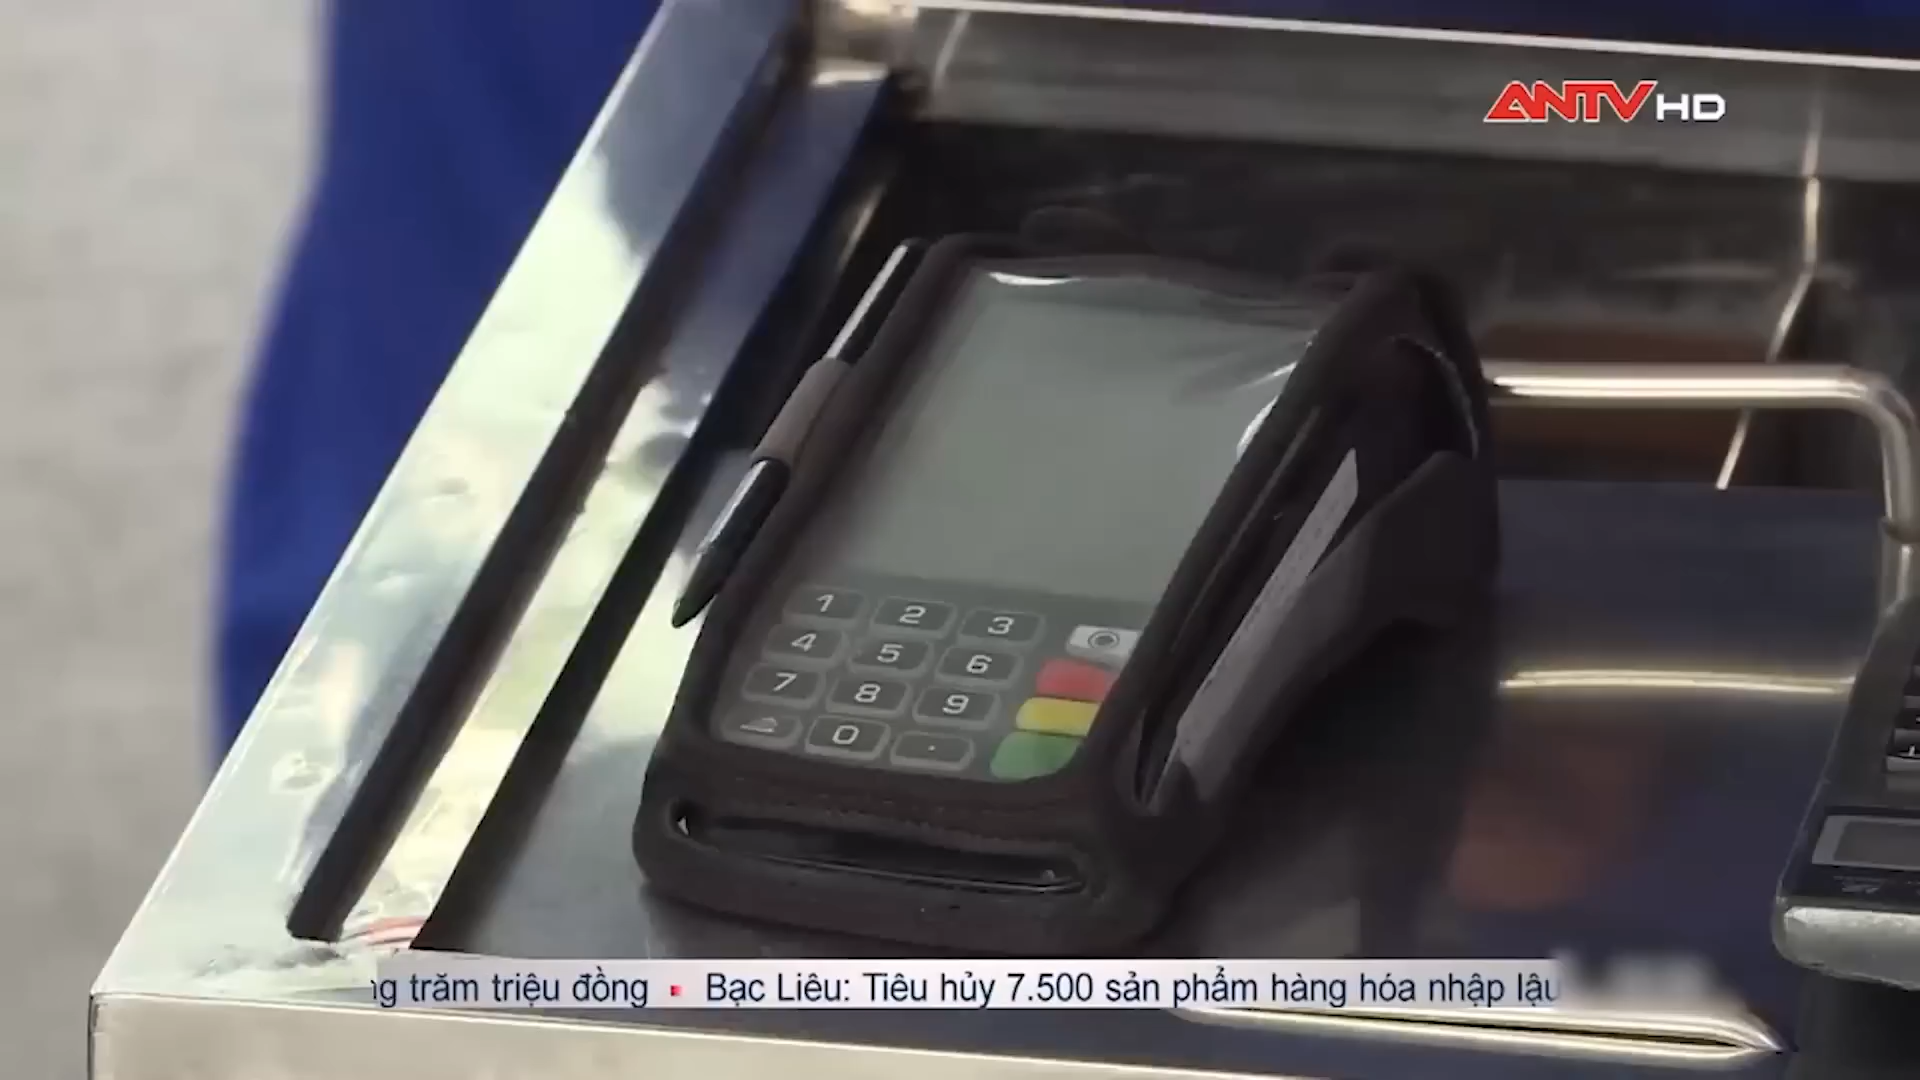 ANTV HD
1 2 3
4 5 6
7 8 9
0 .
ng trăm triệu đồng ▪ Bạc Liêu: Tiêu hủy 7.500 sản phẩm hàng hóa nhập lậu